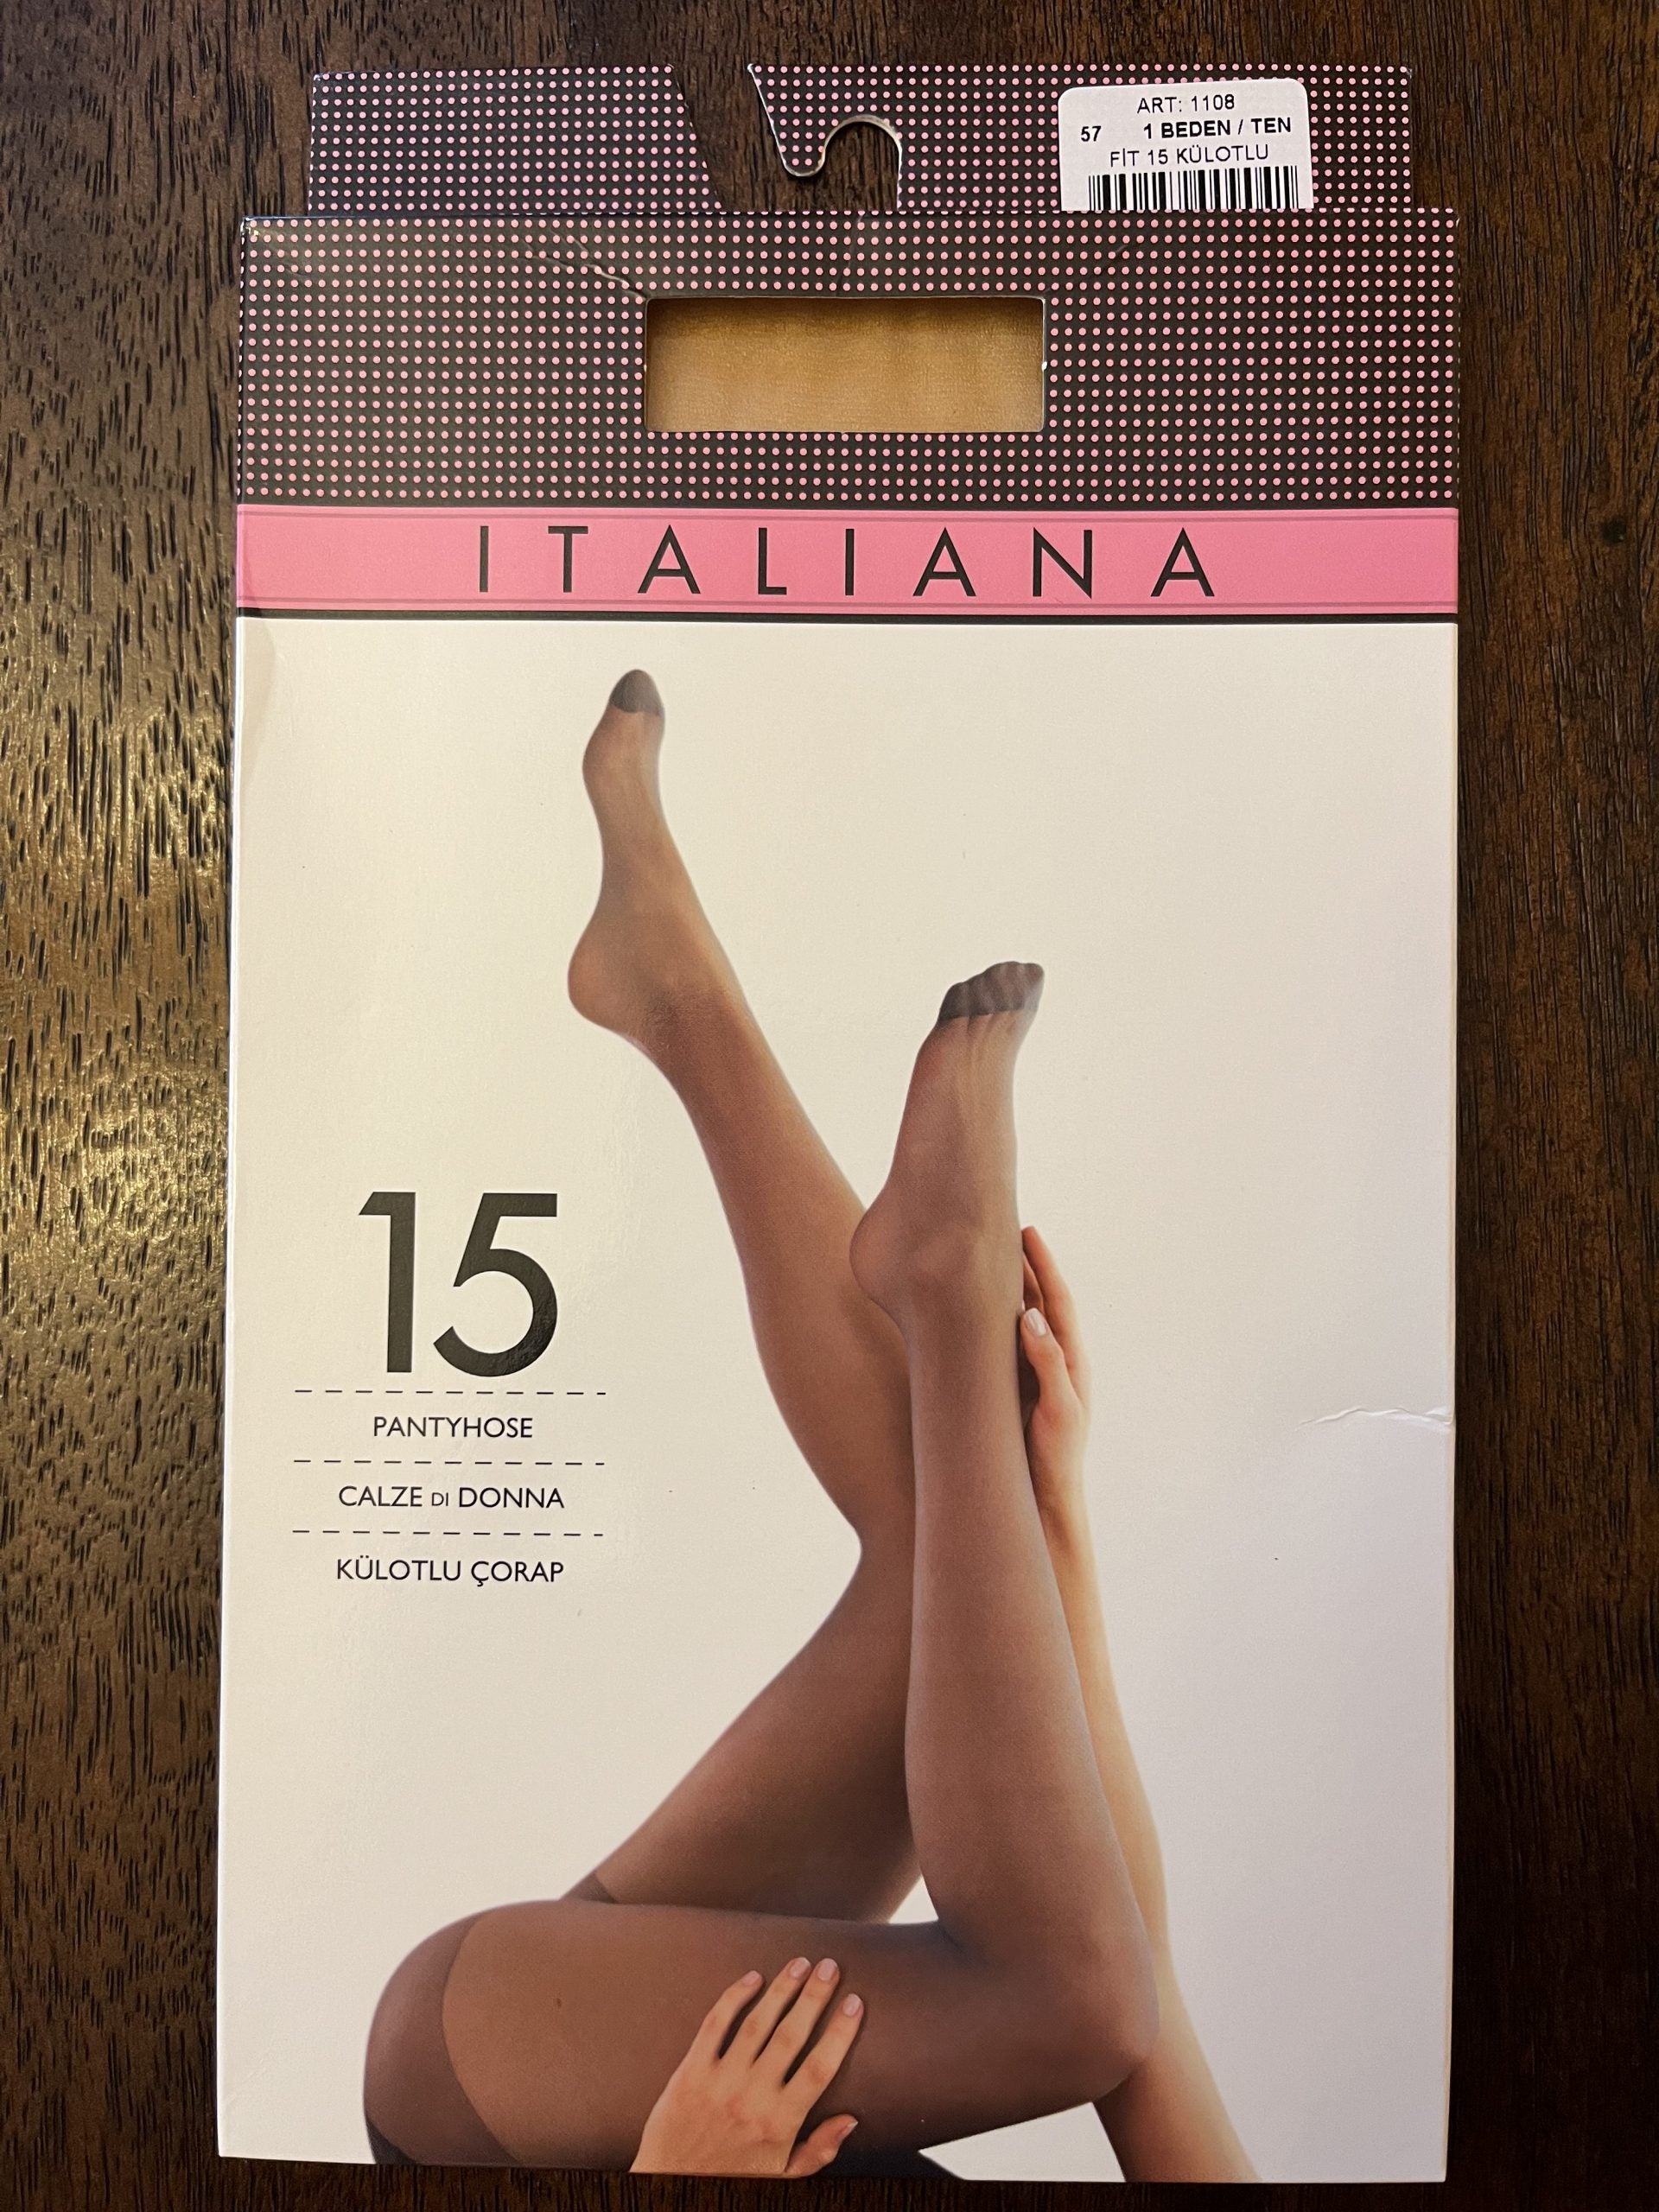 ART: 1108
57 1 BEDEN / TEN
FİT 15 KÜLOTLU
ITALIANA
15
PANTYHOSE
CALZE DI DONNA
KÜLOTLU ÇORAP